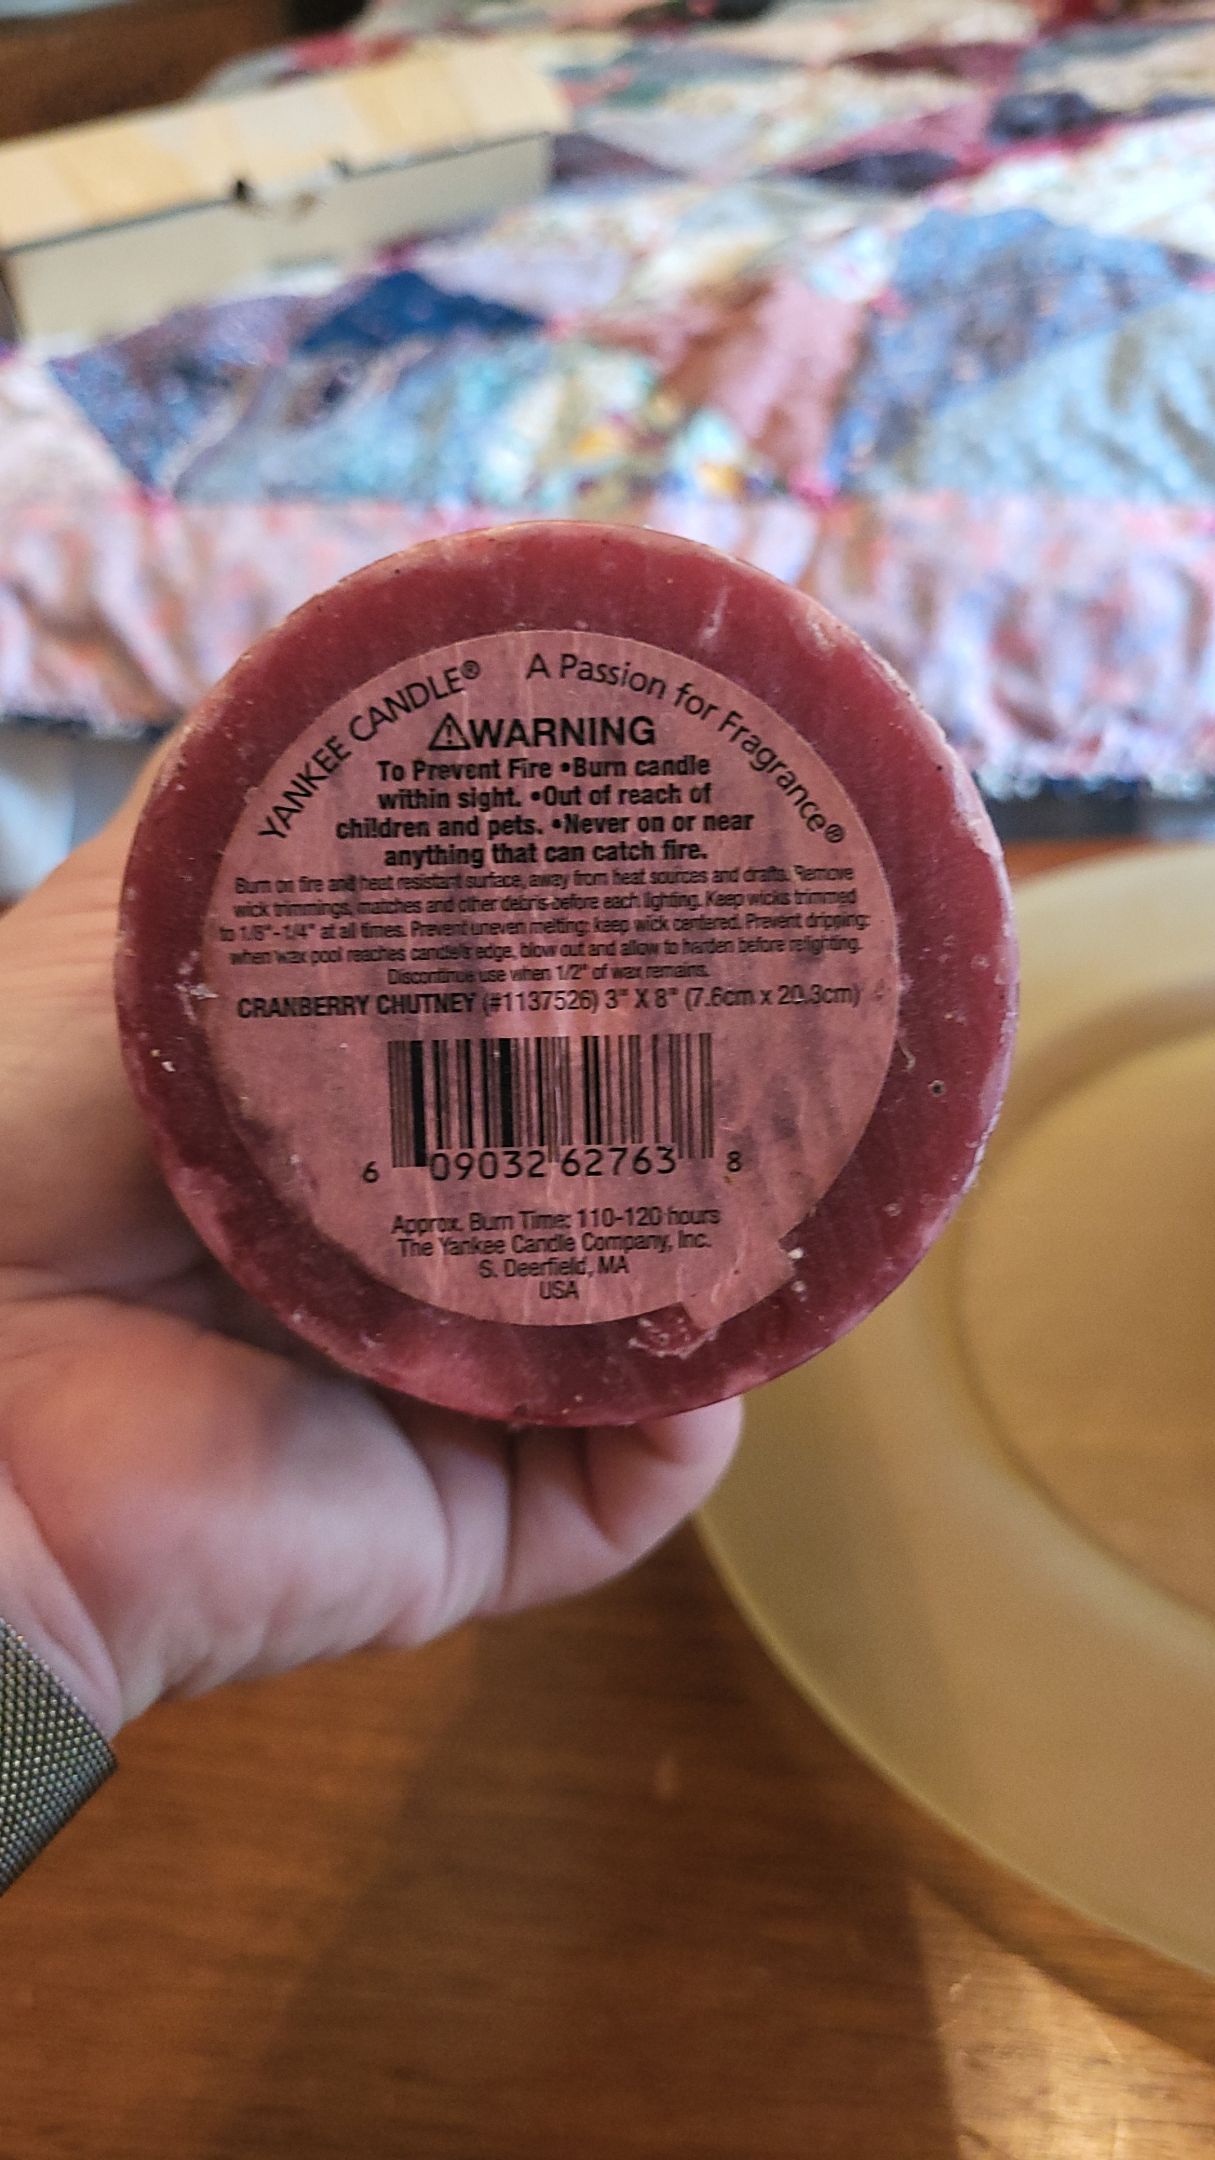 YANKEE CANDLE® A Passion for Fragrance®
⚠WARNING
To Prevent Fire •Burn candle
within sight. •Out of reach of
children and pets. •Never on or near
anything that can catch fire.
Burn on fire and heat resistant surface, away from heat sources and drafts. Remove
wick trimmings, matches and other debris before each lighting. Keep wicks trimmed
to 1/8"-1/4" at all times. Prevent uneven melting: keep wick centered. Prevent dripping:
when wax pool reaches candle's edge, blow out and allow to harden before relighting.
Discontinue use when 1/2" of wax remains.
CRANBERRY CHUTNEY (#1137526) 3" X 8" (7.6cm x 20.3cm)
6 09032 62763 8
Approx. Burn Time: 110-120 hours
The Yankee Candle Company, Inc.
S. Deerfield, MA
USA